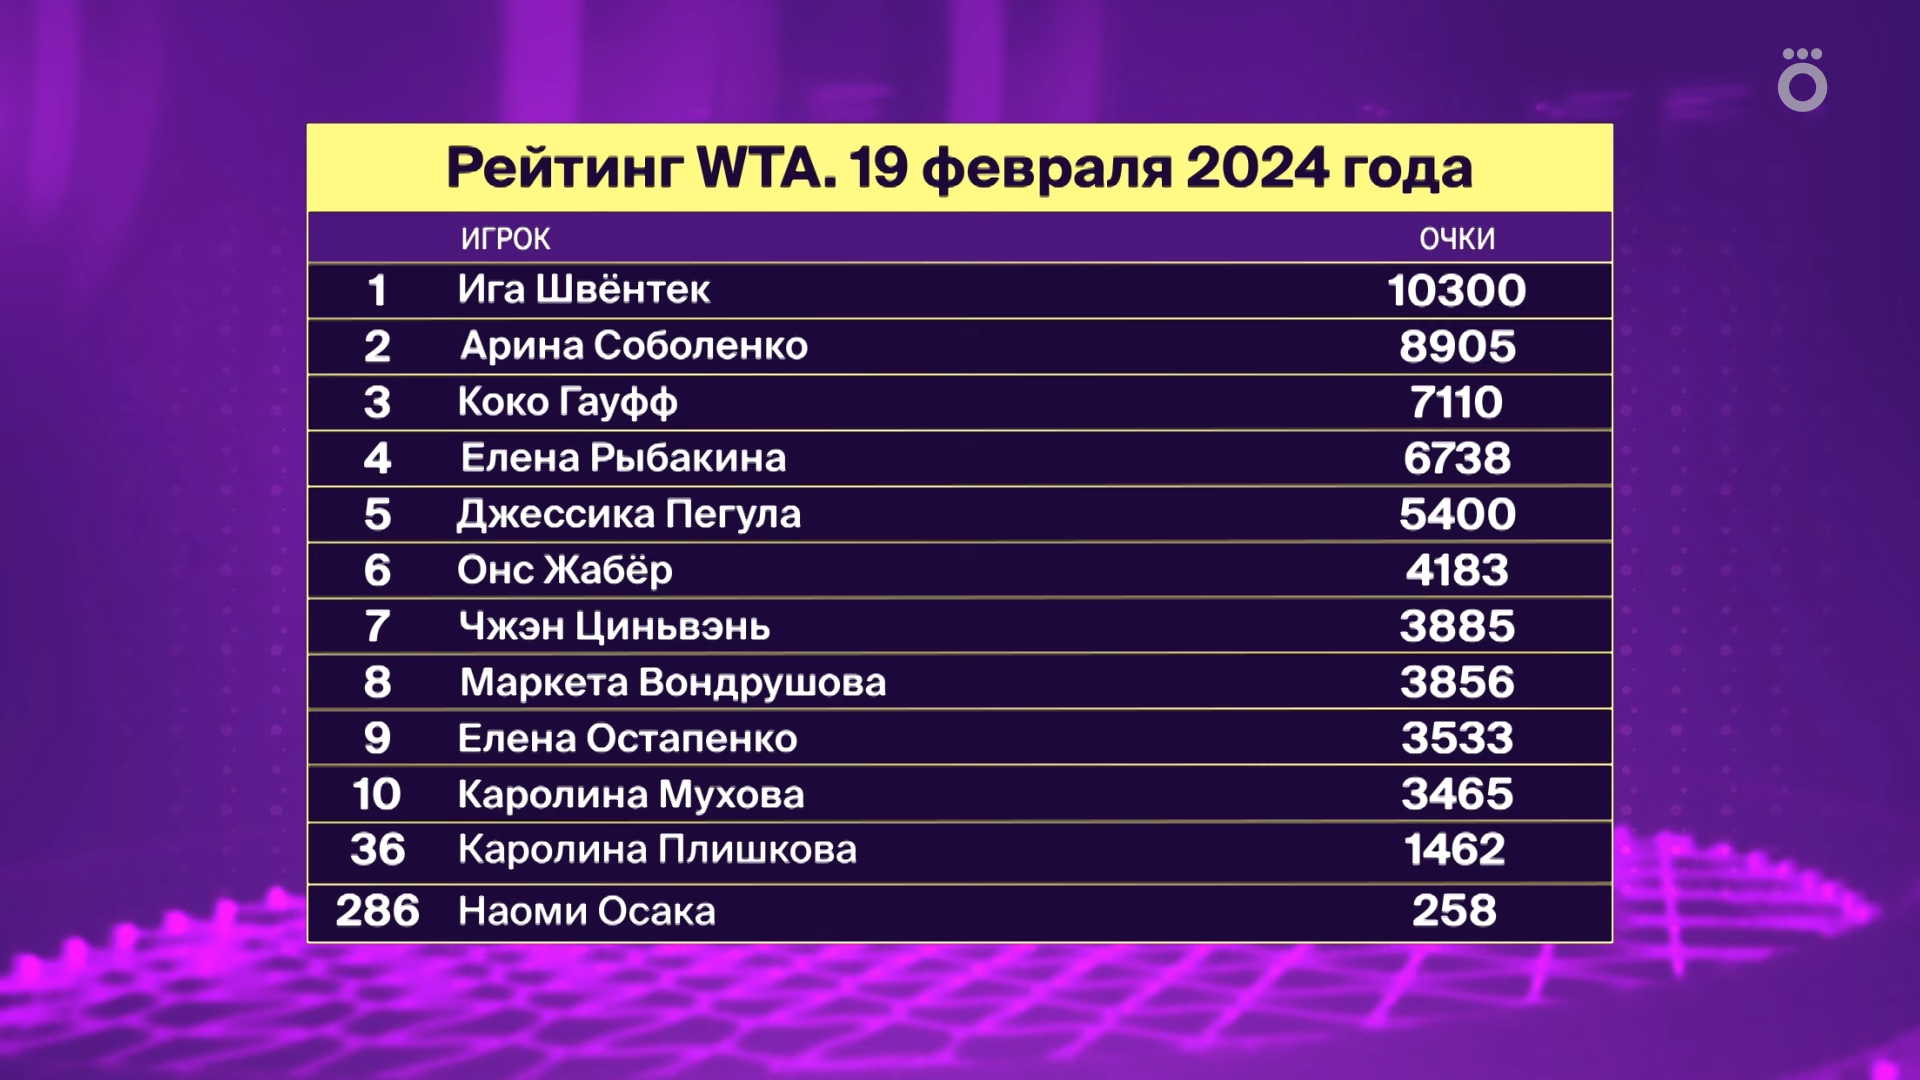 Рейтинг WTA. 19 февраля 2024 года
ИГРОК ОЧКИ
1 Ига Швёнтек 10300
2 Арина Соболенко 8905
3 Коко Гауфф 7110
4 Елена Рыбакина 6738
5 Джессика Пегула 5400
6 Онс Жабёр 4183
7 Чжэн Циньвэнь 3885
8 Маркета Вондрушова 3856
9 Елена Остапенко 3533
10 Каролина Мухова 3465
36 Каролина Плишкова 1462
286 Наоми Осака 258